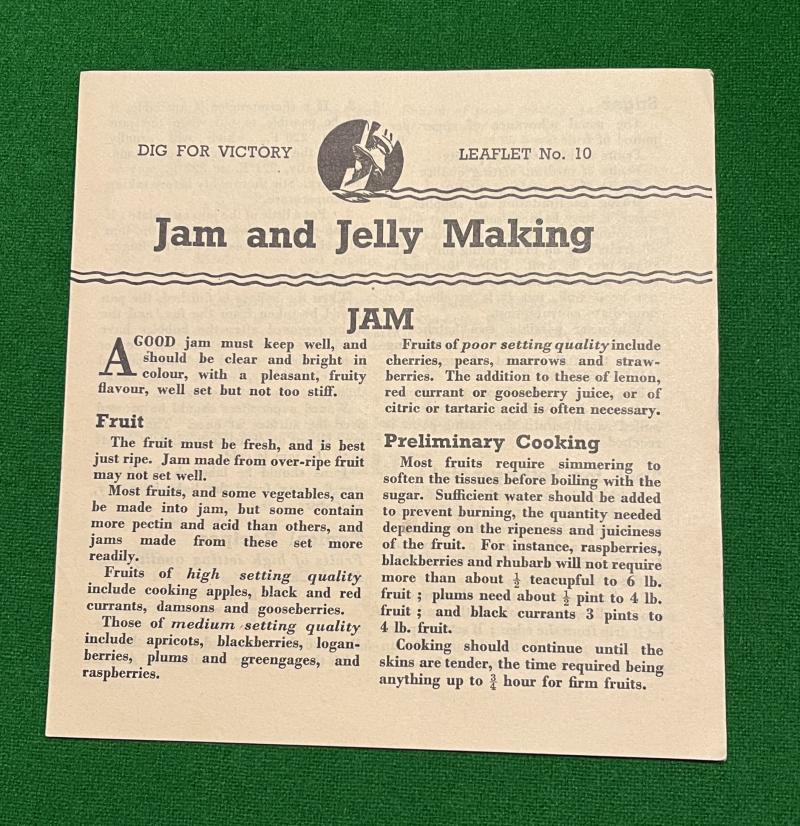 DIG FOR VICTORY
LEAFLET No. 10
Jam and Jelly Making
JAM
A GOOD jam must keep well, and
should be clear and bright in
colour, with a pleasant, fruity
flavour, well set but not too stiff.
Fruit
The fruit must be fresh, and is best
just ripe. Jam made from over-ripe fruit
may not set well.
Most fruits, and some vegetables, can
be made into jam, but some contain
more pectin and acid than others, and
jams made from these set more
readily.
Fruits of high setting quality
include cooking apples, black and red
currants, damsons and gooseberries.
Those of medium setting quality
include apricots, blackberries, logan-
berries, plums and greengages, and
raspberries.
Fruits of poor setting quality include
cherries, pears, marrows and straw-
berries. The addition to these of lemon,
red currant or gooseberry juice, or of
citric or tartaric acid is often necessary.
Preliminary Cooking
Most fruits require simmering to
soften the tissues before boiling with the
sugar. Sufficient water should be added
to prevent burning, the quantity needed
depending on the ripeness and juiciness
of the fruit. For instance, raspberries,
blackberries and rhubarb will not require
more than about ½ teacupful to 6 lb.
fruit ; plums need about ½ pint to 4 lb.
fruit ; and black currants 3 pints to
4 lb. fruit.
Cooking should continue until the
skins are tender, the time required being
anything up to ¾ hour for firm fruits.